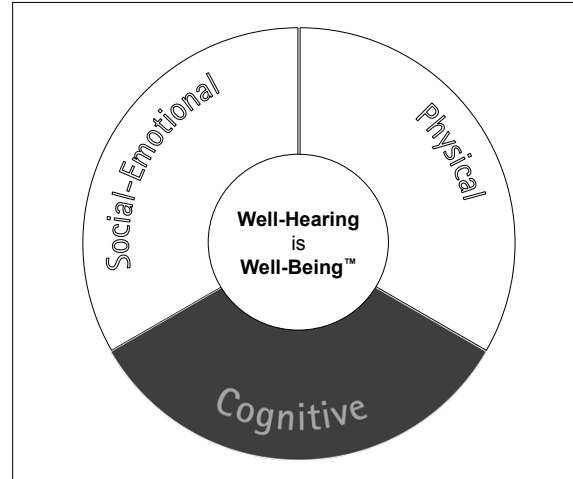 Social-Emotional
Physical
Well-Hearing
is
Well-Being™
Cognitive